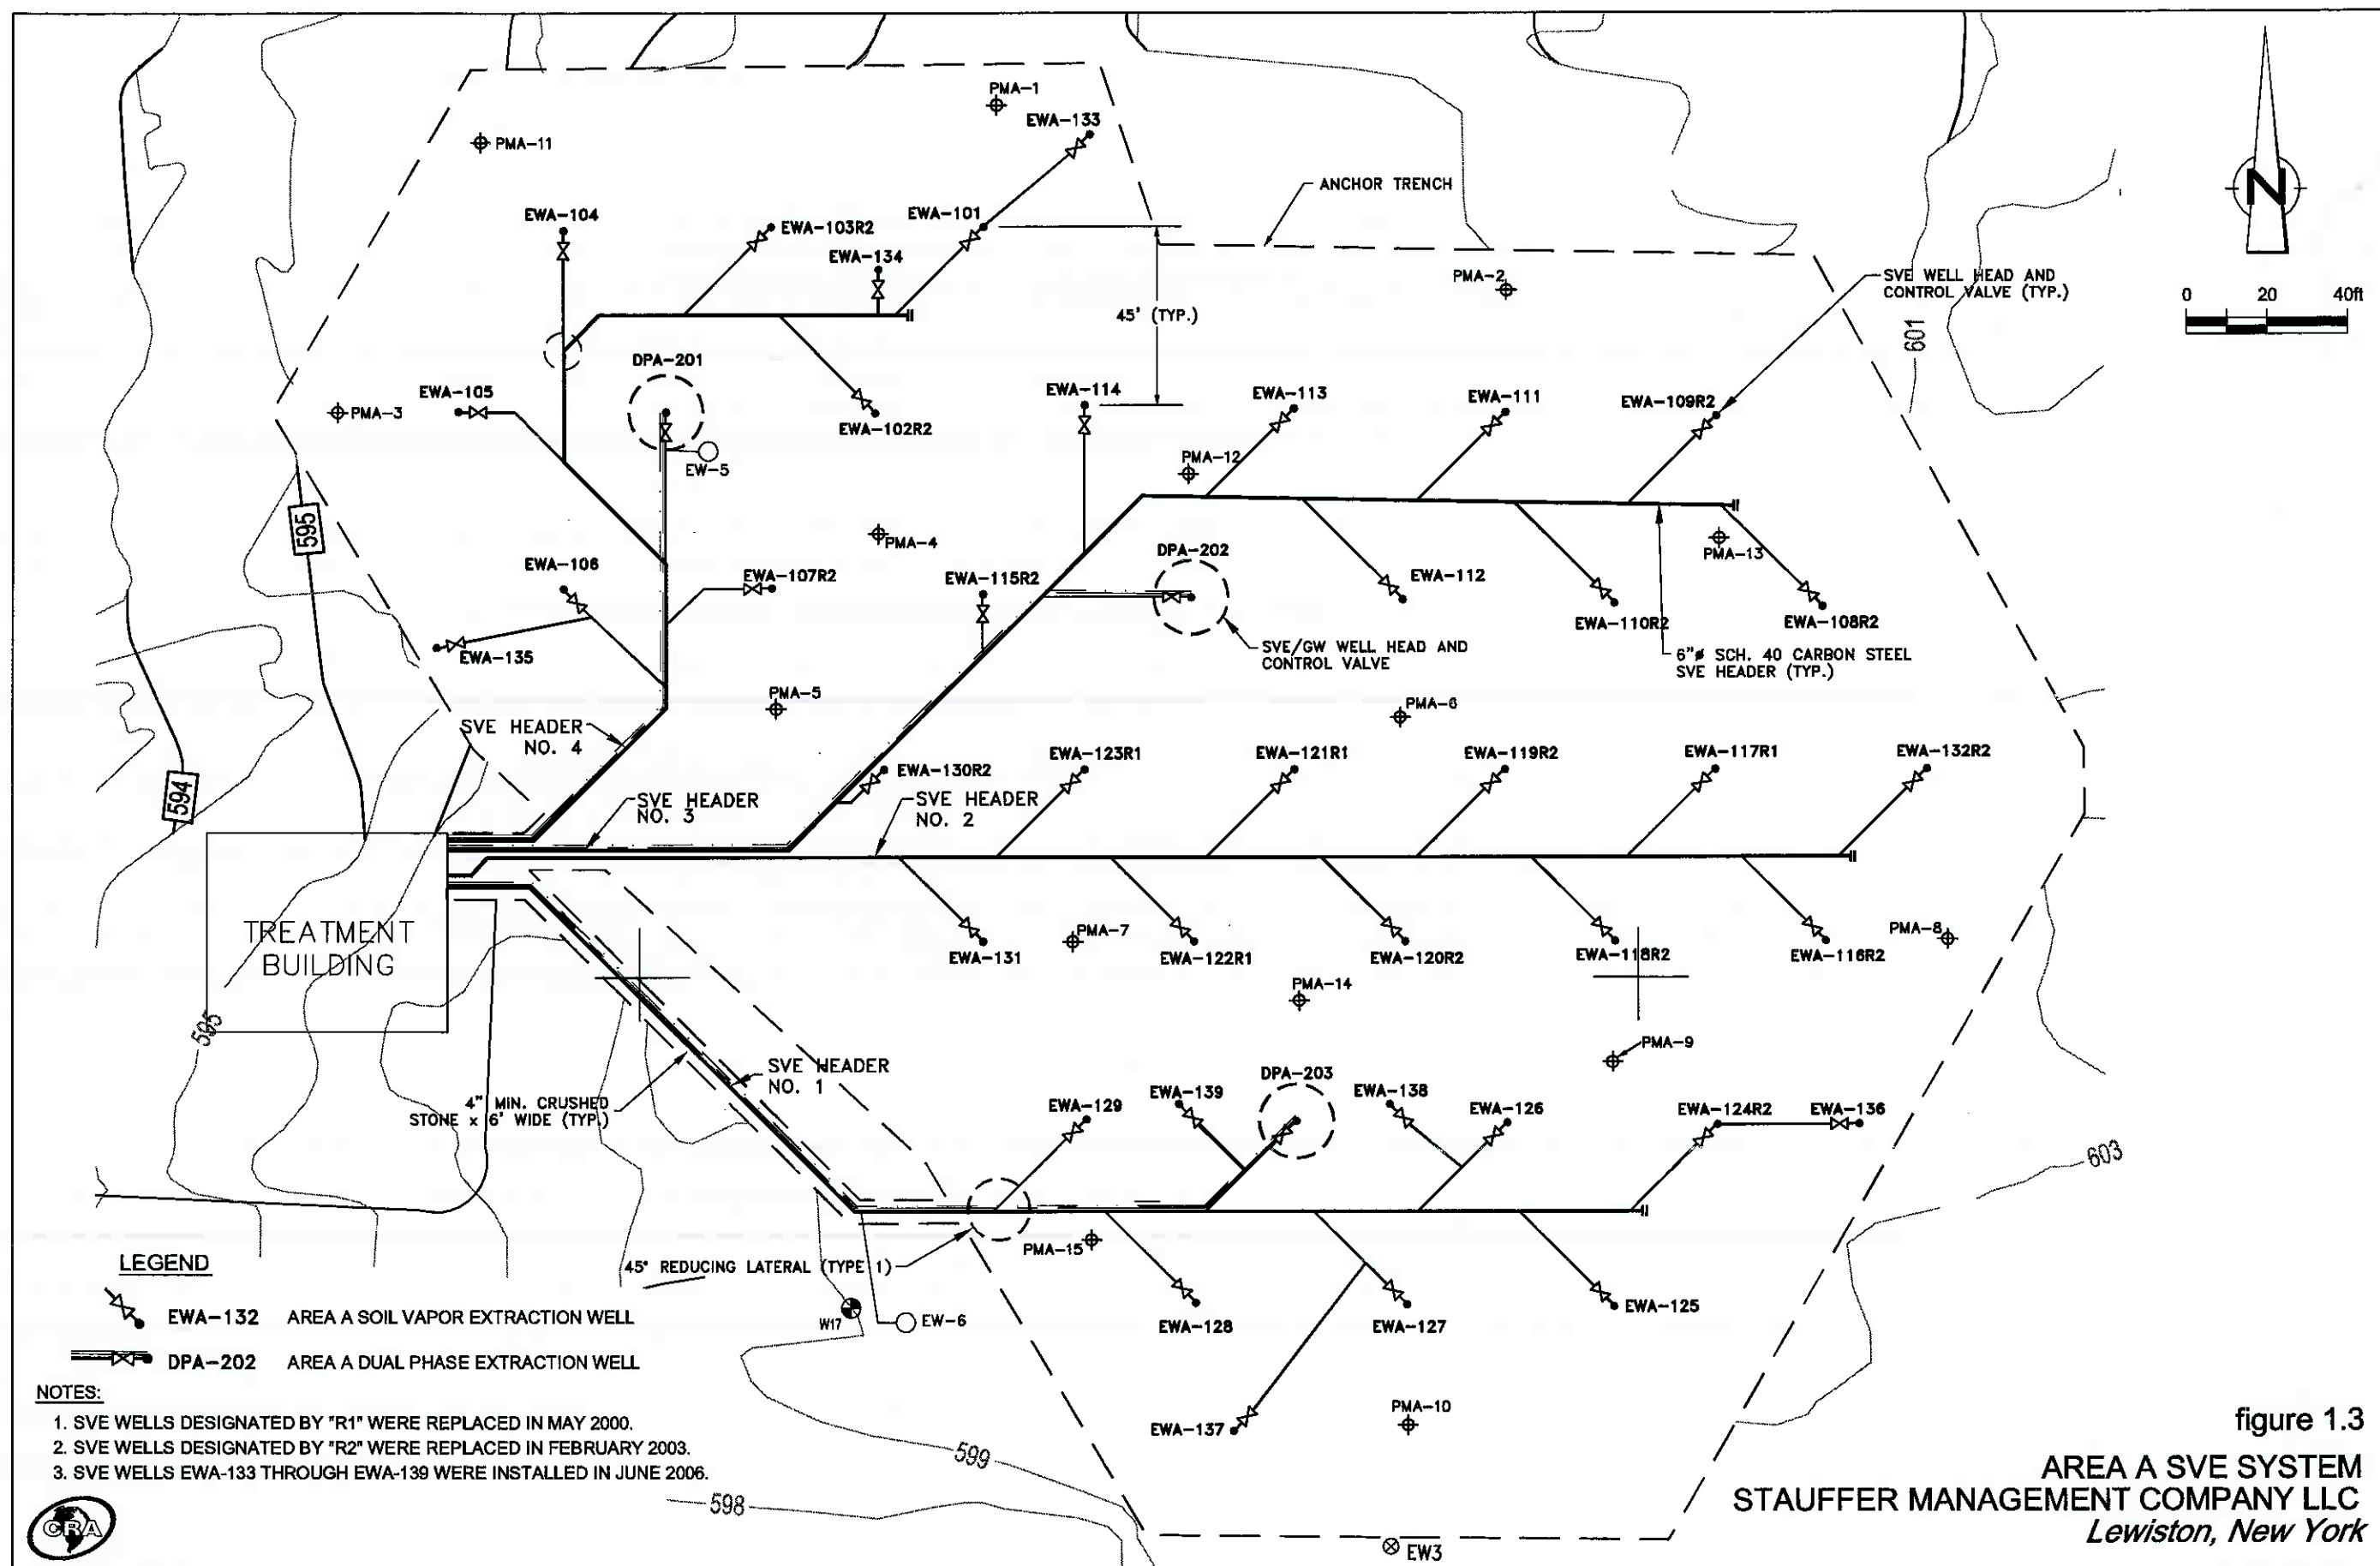 PMA-1
EWA-133
PMA-11
ANCHOR TRENCH
N
EWA-104
EWA-103R2
EWA-101
EWA-134
PMA-2
SVE WELL HEAD AND
CONTROL VALVE (TYP.)
0 20 40ft
45' (TYP.)
601
DPA-201
EWA-105
PMA-3
EWA-102R2
EW-5
EWA-114
EWA-113
EWA-111
EWA-109R2
PMA-12
595
PMA-4
DPA-202
PMA-13
EWA-106
EWA-107R2
EWA-115R2
EWA-112
EWA-110R2
EWA-108R2
EWA-135
SVE/GW WELL HEAD AND
CONTROL VALVE
6"ø SCH. 40 CARBON STEEL
SVE HEADER (TYP.)
PMA-5
PMA-6
SVE HEADER
NO. 4
594
EWA-130R2
EWA-123R1
EWA-121R1
EWA-119R2
EWA-117R1
EWA-132R2
SVE HEADER
NO. 3
SVE HEADER
NO. 2
TREATMENT
BUILDING
EWA-131
PMA-7
EWA-122R1
EWA-120R2
EWA-118R2
EWA-116R2
PMA-8
PMA-14
595
PMA-9
SVE HEADER
NO. 1
4" MIN. CRUSHED
STONE x 6' WIDE (TYP.)
EWA-129
EWA-139
DPA-203
EWA-138
EWA-126
EWA-124R2
EWA-136
603
PMA-15
45° REDUCING LATERAL (TYPE 1)
W17
EW-6
EWA-128
EWA-127
EWA-125
EWA-137
PMA-10
599
598
EW3
LEGEND
EWA-132 AREA A SOIL VAPOR EXTRACTION WELL
DPA-202 AREA A DUAL PHASE EXTRACTION WELL
NOTES:
1. SVE WELLS DESIGNATED BY "R1" WERE REPLACED IN MAY 2000.
2. SVE WELLS DESIGNATED BY "R2" WERE REPLACED IN FEBRUARY 2003.
3. SVE WELLS EWA-133 THROUGH EWA-139 WERE INSTALLED IN JUNE 2006.
CRA
figure 1.3
AREA A SVE SYSTEM
STAUFFER MANAGEMENT COMPANY LLC
Lewiston, New York